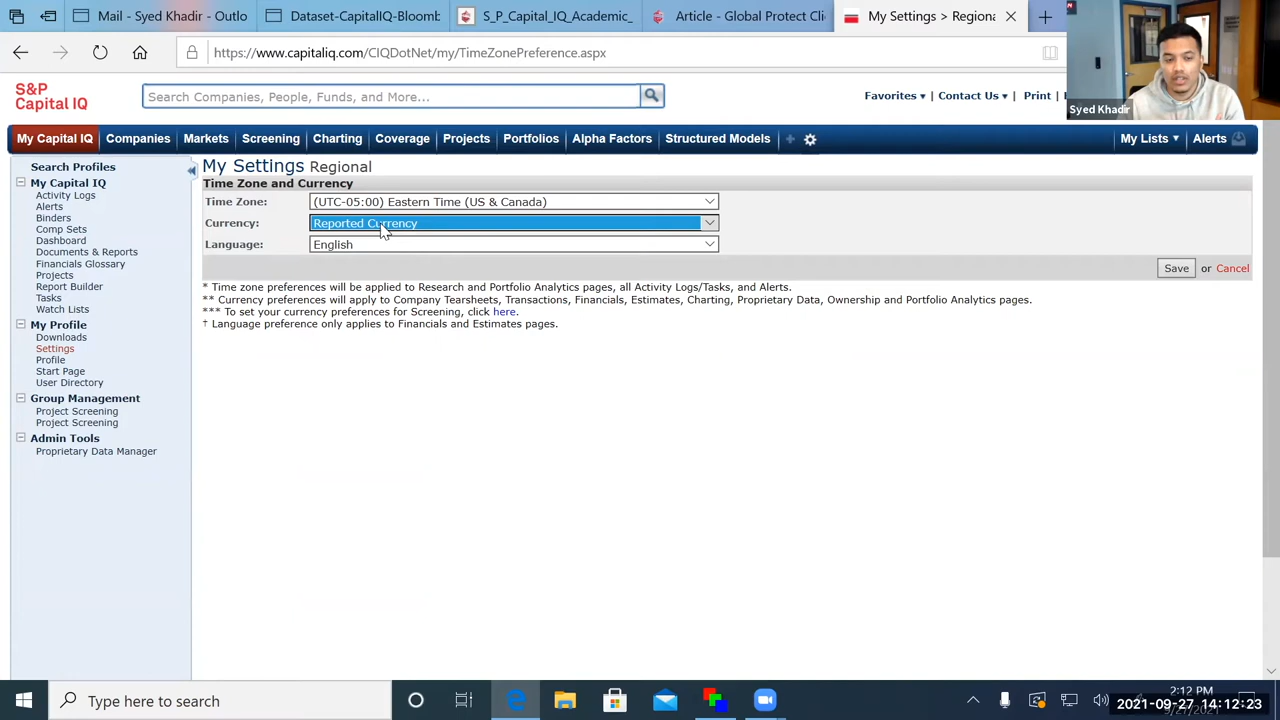 Mail - Syed Khadir - Outlo
Dataset-CapitalIQ-Bloomb
S_P_Capital_IQ_Academic_
Article - Global Protect Cli
My Settings > Regiona
https://www.capitaliq.com/CIQDotNet/my/TimeZonePreference.aspx
S&P
Capital IQ
Search Companies, People, Funds, and More...
Favorites | Contact Us | Print |
Syed Khadir
My Capital IQ Companies Markets Screening Charting Coverage Projects Portfolios Alpha Factors Structured Models My Lists Alerts
Search Profiles
My Capital IQ
Activity Logs
Alerts
Binders
Comp Sets
Dashboard
Documents & Reports
Financials Glossary
Projects
Report Builder
Tasks
Watch Lists
My Profile
Downloads
Settings
Profile
Start Page
User Directory
Group Management
Project Screening
Project Screening
Admin Tools
Proprietary Data Manager
My Settings Regional
Time Zone and Currency
Time Zone: (UTC-05:00) Eastern Time (US & Canada)
Currency: Reported Currency
Language: English
Save or Cancel
* Time zone preferences will be applied to Research and Portfolio Analytics pages, all Activity Logs/Tasks, and Alerts.
** Currency preferences will apply to Company Tearsheets, Transactions, Financials, Estimates, Charting, Proprietary Data, Ownership and Portfolio Analytics pages.
*** To set your currency preferences for Screening, click here.
† Language preference only applies to Financials and Estimates pages.
Type here to search
2:12 PM
2021-09-27 14:12:23